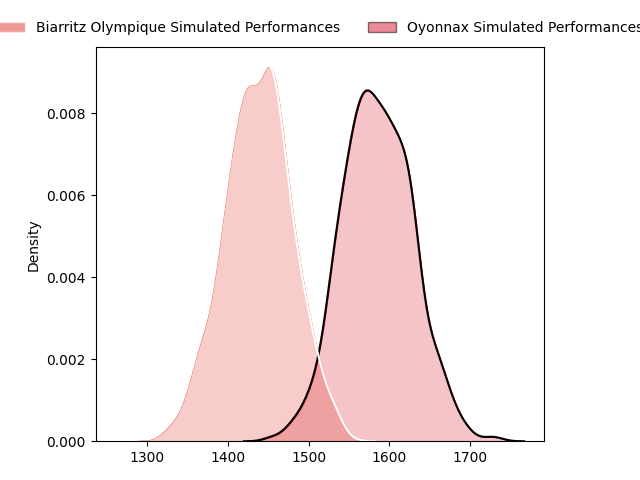 Biarritz Olympique Simulated Performances
Oyonnax Simulated Performances
Density
0.008
0.006
0.004
0.002
0.000
1300 1400 1500 1600 1700